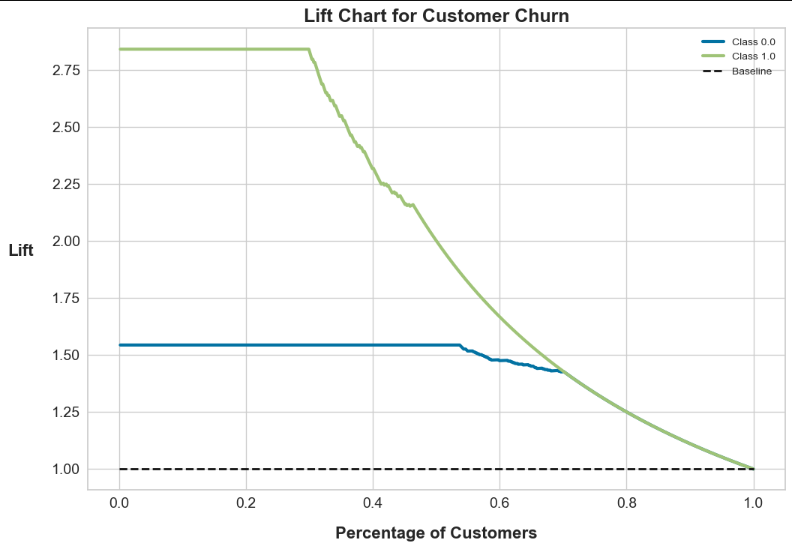 Lift Chart for Customer Churn
Class 0.0
Class 1.0
Baseline
2.75
2.50
2.25
2.00
1.75
1.50
1.25
1.00
Lift
0.0 0.2 0.4 0.6 0.8 1.0
Percentage of Customers